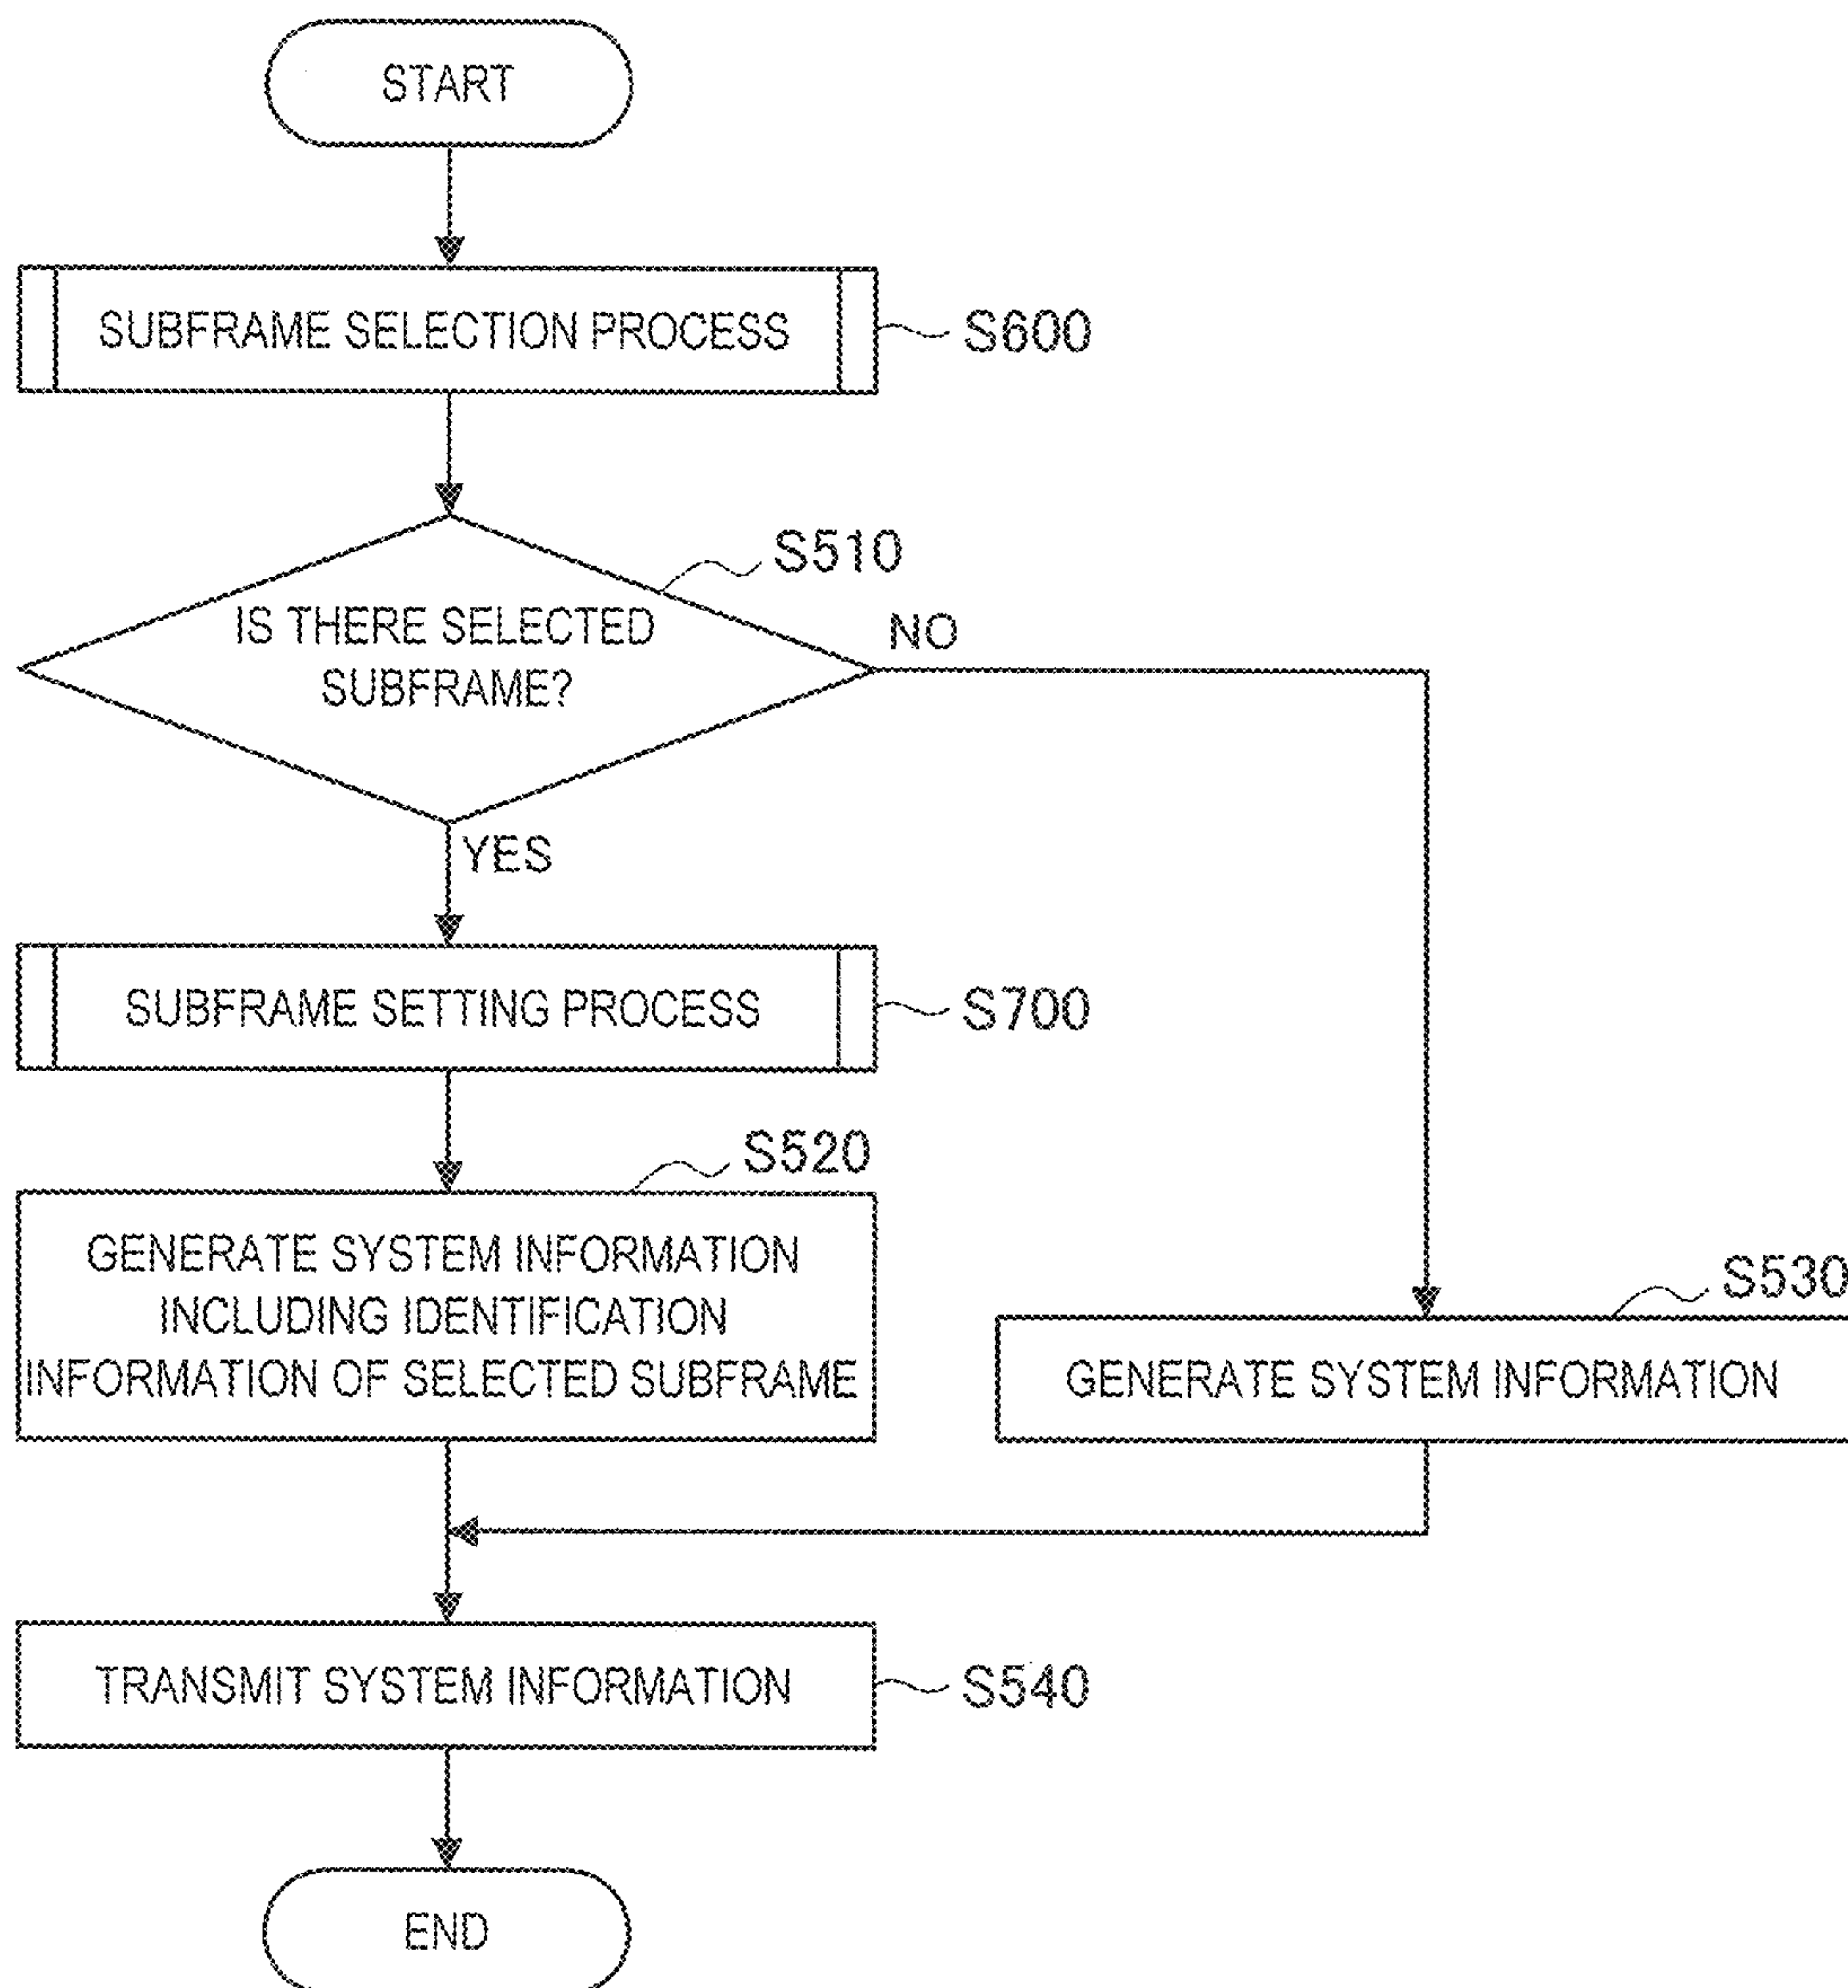 START
SUBFRAME SELECTION PROCESS
S600
S510
IS THERE SELECTED
SUBFRAME?
NO
YES
SUBFRAME SETTING PROCESS
S700
S520
GENERATE SYSTEM INFORMATION
INCLUDING IDENTIFICATION
INFORMATION OF SELECTED SUBFRAME
S530
GENERATE SYSTEM INFORMATION
TRANSMIT SYSTEM INFORMATION
S540
END